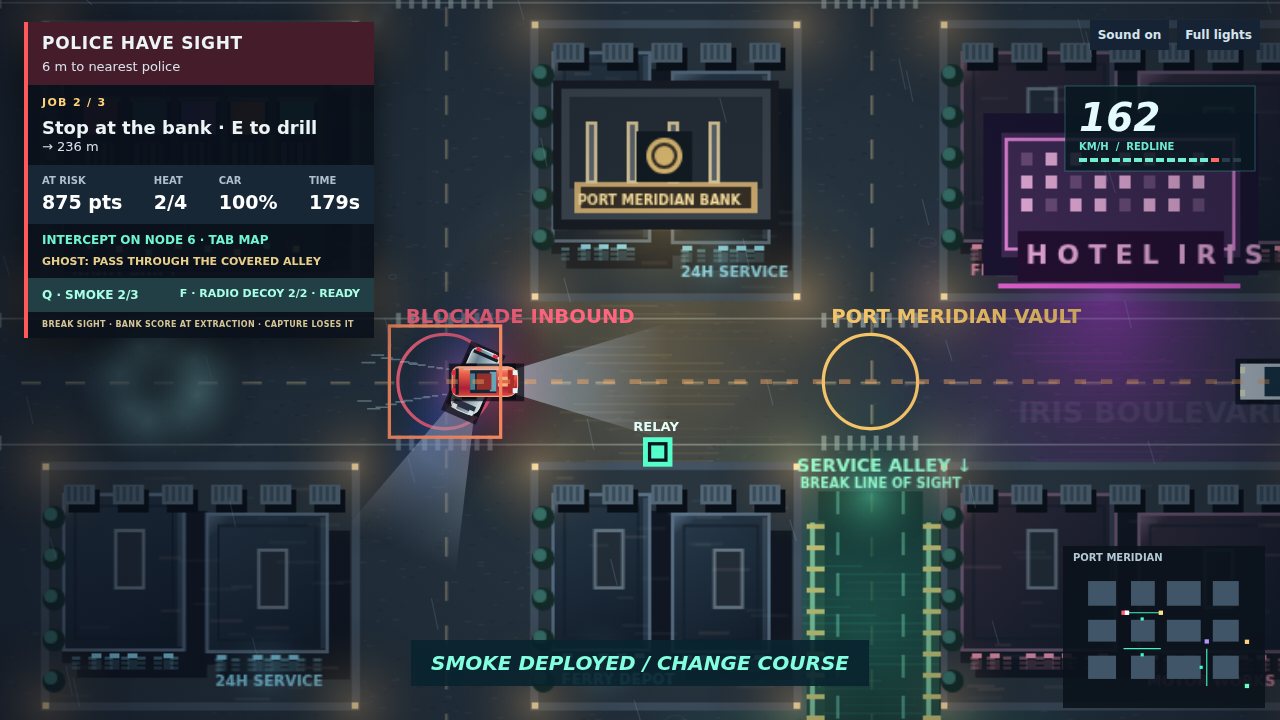 POLICE HAVE SIGHT
6 m to nearest police
JOB 2 / 3
Stop at the bank · E to drill
→ 236 m
AT RISK HEAT CAR TIME
875 pts 2/4 100% 179s
INTERCEPT ON NODE 6 · TAB MAP
GHOST: PASS THROUGH THE COVERED ALLEY
Q · SMOKE 2/3 F · RADIO DECOY 2/2 · READY
BREAK SIGHT · BANK SCORE AT EXTRACTION · CAPTURE LOSES IT
Sound on Full lights
162
KM/H / REDLINE
PORT MERIDIAN BANK
24H SERVICE
HOTEL IRIS
BLOCKADE INBOUND
PORT MERIDIAN VAULT
IRIS BOULEVARD
RELAY
SERVICE ALLEY ↓
BREAK LINE OF SIGHT
PORT MERIDIAN
SMOKE DEPLOYED / CHANGE COURSE
24H SERVICE
FERRY DEPOT